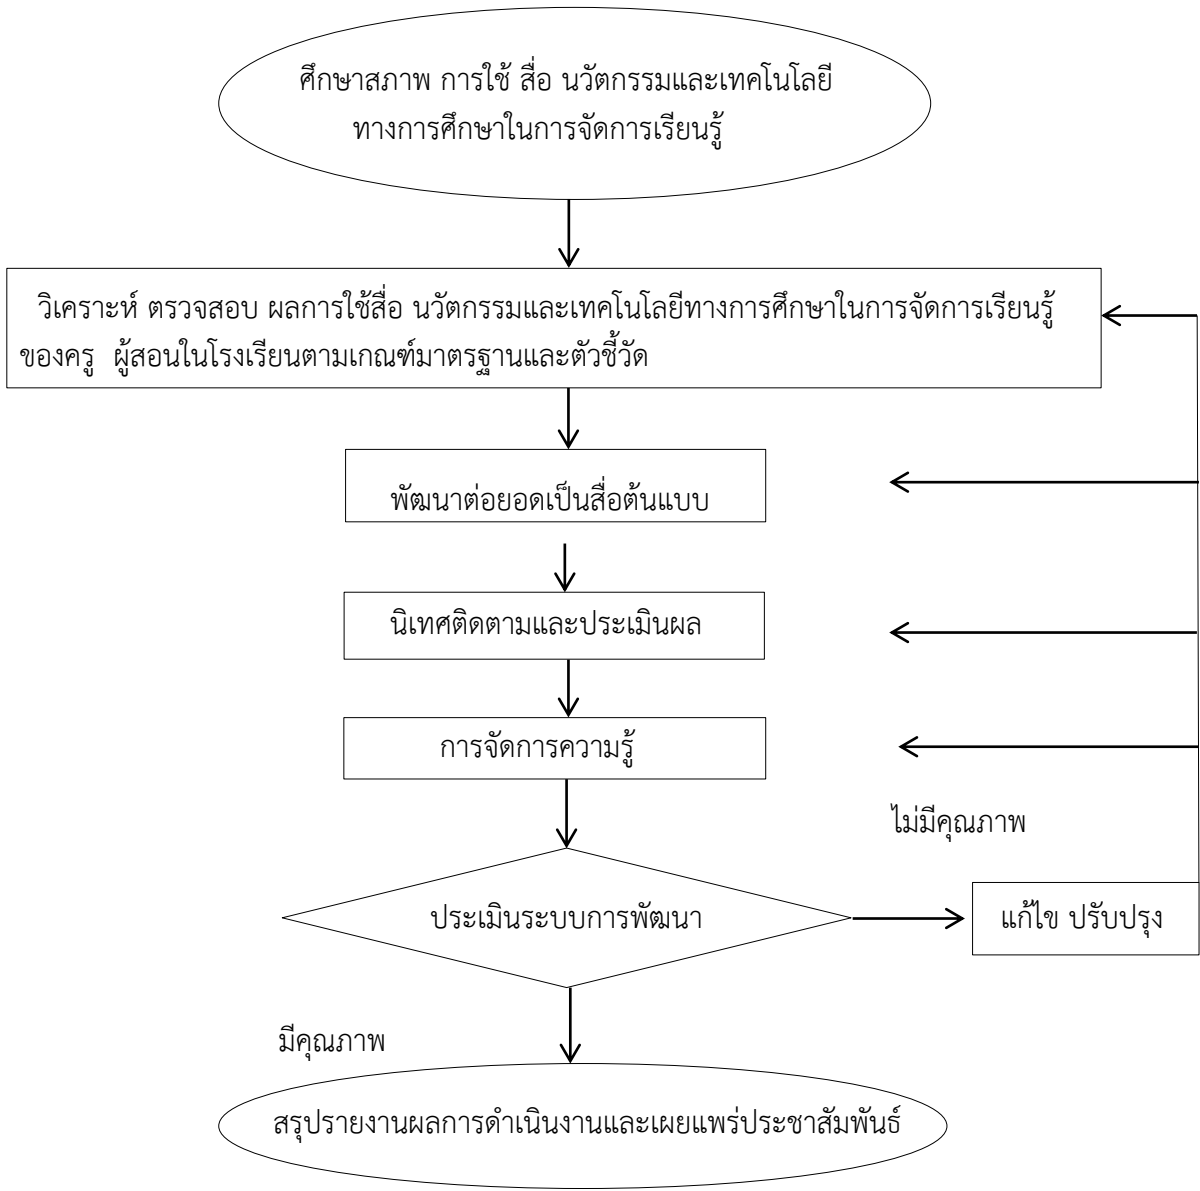 ศึกษาสภาพ การใช้ สื่อ นวัตกรรมและเทคโนโลยี
ทางการศึกษาในการจัดการเรียนรู้
วิเคราะห์ ตรวจสอบ ผลการใช้สื่อ นวัตกรรมและเทคโนโลยีทางการศึกษาในการจัดการเรียนรู้
ของครู ผู้สอนในโรงเรียนตามเกณฑ์มาตรฐานและตัวชี้วัด
พัฒนาต่อยอดเป็นสื่อต้นแบบ
นิเทศติดตามและประเมินผล
การจัดการความรู้
ไม่มีคุณภาพ
ประเมินระบบการพัฒนา
แก้ไข ปรับปรุง
มีคุณภาพ
สรุปรายงานผลการดำเนินงานและเผยแพร่ประชาสัมพันธ์